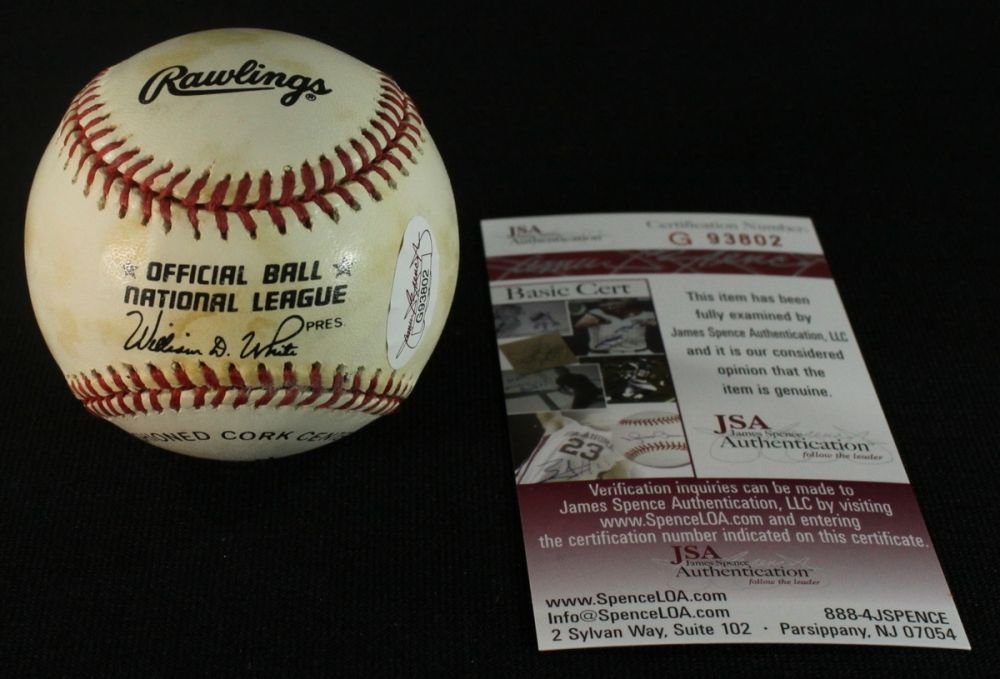 Rawlings®
OFFICIAL BALL
NATIONAL LEAGUE
William D. White PRES.
IONED CORK CENT
G93802
JSA
Authentication
Certification Number:
G 93802
Basic Cert
This item has been
fully examined by
James Spence Authentication, LLC
and it is our considered
opinion that the
item is genuine.
23
JSA
James Spence
Authentication
follow the leader
Verification inquiries can be made to
James Spence Authentication, LLC by visiting
www.SpenceLOA.com and entering
the certification number indicated on this certificate.
JSA
James Spence
Authentication
follow the leader
www.SpenceLOA.com
Info@SpenceLOA.com 888-4JSPENCE
2 Sylvan Way, Suite 102 · Parsippany, NJ 07054